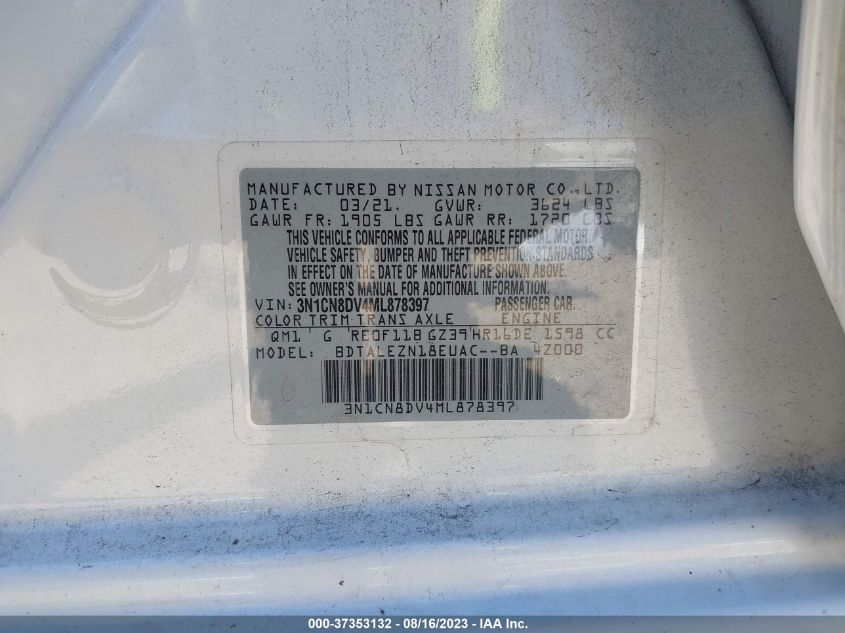 MANUFACTURED BY NISSAN MOTOR CO.,LTD.
DATE: 03/21. GVWR: 3624 LBS
GAWR FR: 1905 LBS GAWR RR: 1720 LBS
THIS VEHICLE CONFORMS TO ALL APPLICABLE FEDERAL MOTOR
VEHICLE SAFETY, BUMPER AND THEFT PREVENTION STANDARDS
IN EFFECT ON THE DATE OF MANUFACTURE SHOWN ABOVE.
SEE OWNER'S MANUAL FOR ADDITIONAL INFORMATION.
VIN: 3N1CN8DV4ML878397 PASSENGER CAR.
COLOR TRIM TRANS AXLE ENGINE
QM1 G RE0F11B GZ39 HR16DE 1598 CC
MODEL: BDTALEZN18EUAC--BA 4Z000
3N1CN8DV4ML878397
000-37353132 - 08/16/2023 - IAA Inc.